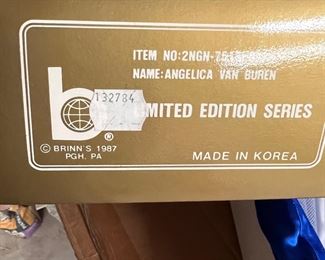 ITEM NO:2NGN-
NAME:ANGELICA VAN BUREN
b
132784
LIMITED EDITION SERIES
®
© BRINN'S 1987
PGH. PA
MADE IN KOREA